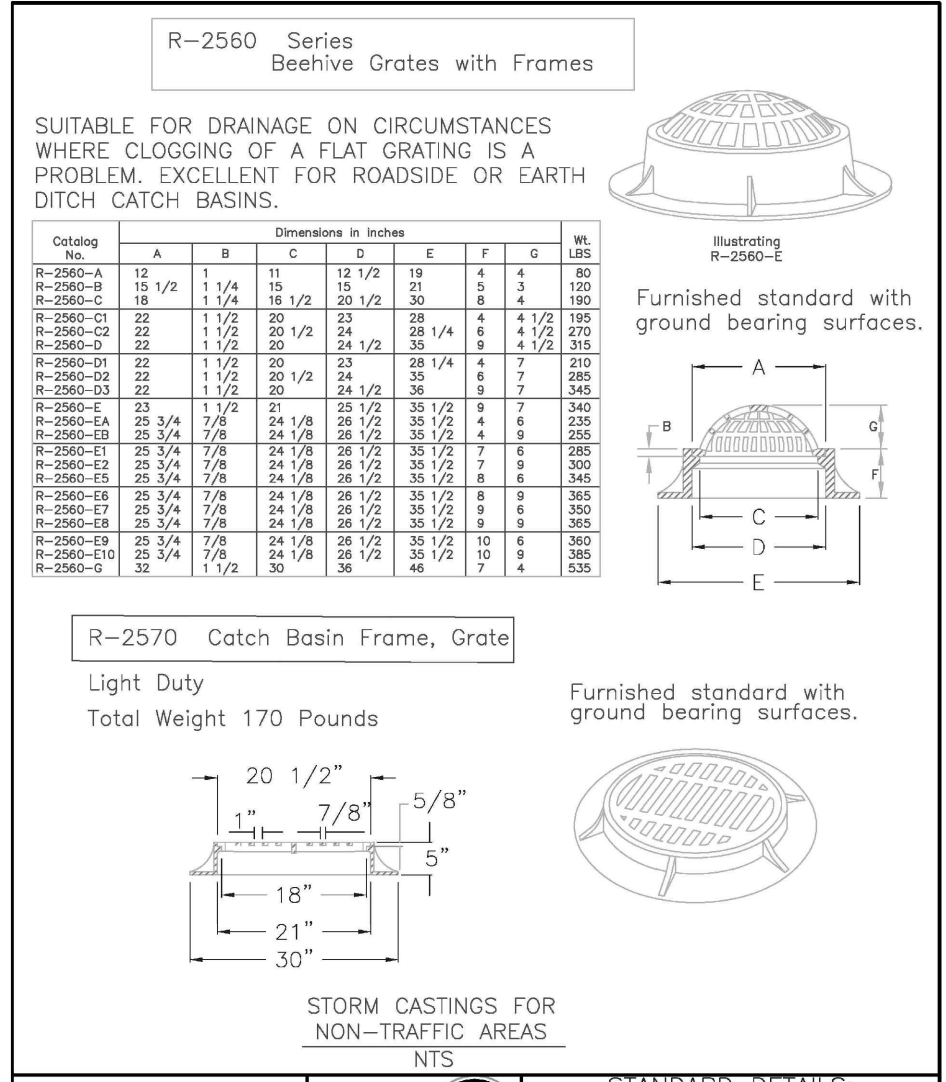 R-2560 Series
Beehive Grates with Frames
SUITABLE FOR DRAINAGE ON CIRCUMSTANCES
WHERE CLOGGING OF A FLAT GRATING IS A
PROBLEM. EXCELLENT FOR ROADSIDE OR EARTH
DITCH CATCH BASINS.
Catalog No. Dimensions in inches Wt. LBS
A B C D E F G
R-2560-A 12 1 11 12 1/2 19 4 4 80
R-2560-B 15 1/2 1 1/4 15 15 21 5 3 120
R-2560-C 18 1 1/4 16 1/2 20 1/2 30 8 4 190
R-2560-C1 22 1 1/2 20 23 28 4 4 1/2 195
R-2560-C2 22 1 1/2 20 1/2 24 28 1/4 6 4 1/2 270
R-2560-D 22 1 1/2 20 24 1/2 35 9 4 1/2 315
R-2560-D1 22 1 1/2 20 23 28 1/4 4 7 210
R-2560-D2 22 1 1/2 20 1/2 24 35 6 7 285
R-2560-D3 22 1 1/2 20 24 1/2 36 9 7 345
R-2560-E 23 1 1/2 21 25 1/2 35 1/2 9 7 340
R-2560-EA 25 3/4 7/8 24 1/8 26 1/2 35 1/2 4 6 235
R-2560-EB 25 3/4 7/8 24 1/8 26 1/2 35 1/2 4 9 255
R-2560-E1 25 3/4 7/8 24 1/8 26 1/2 35 1/2 7 6 285
R-2560-E2 25 3/4 7/8 24 1/8 26 1/2 35 1/2 7 9 300
R-2560-E5 25 3/4 7/8 24 1/8 26 1/2 35 1/2 8 6 345
R-2560-E6 25 3/4 7/8 24 1/8 26 1/2 35 1/2 8 9 365
R-2560-E7 25 3/4 7/8 24 1/8 26 1/2 35 1/2 9 6 350
R-2560-E8 25 3/4 7/8 24 1/8 26 1/2 35 1/2 9 9 365
R-2560-E9 25 3/4 7/8 24 1/8 26 1/2 35 1/2 10 6 360
R-2560-E10 25 3/4 7/8 24 1/8 26 1/2 35 1/2 10 9 385
R-2560-G 32 1 1/2 30 36 46 7 4 535
Illustrating
R-2560-E
Furnished standard with
ground bearing surfaces.
A
B
G
F
C
D
E
R-2570 Catch Basin Frame, Grate
Light Duty
Total Weight 170 Pounds
Furnished standard with
ground bearing surfaces.
20 1/2"
1" 7/8" 5/8"
5"
18"
21"
30"
STORM CASTINGS FOR
NON-TRAFFIC AREAS
NTS
STANDARD DETAILS